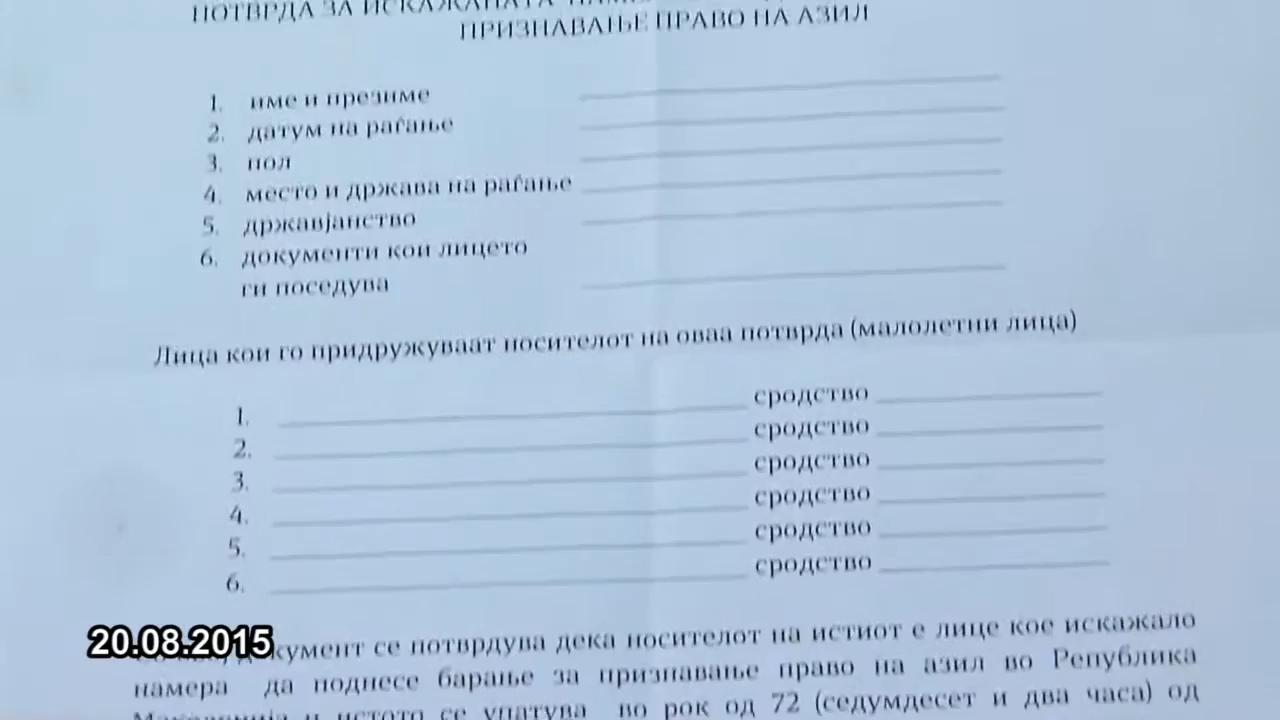 ПОТВРДА ЗА ИСКАЖАНАТА
ПРИЗНАВАЊЕ ПРАВО НА АЗИЛ
1. име и презиме
2. датум на раѓање
3. пол
4. место и држава на раѓање
5. државјанство
6. документи кои лицето
ги поседува
Лица кои го придружуваат носителот на оваа потврда (малолетни лица)
1. сродство
2. сродство
3. сродство
4. сродство
5. сродство
6. сродство
20.08.2015
документ се потврдува дека носителот на истиот е лице кое искажало
намера да поднесе барање за признавање право на азил во Република
Македонија и истото се упатува во рок од 72 (седумдесет и два часа) од